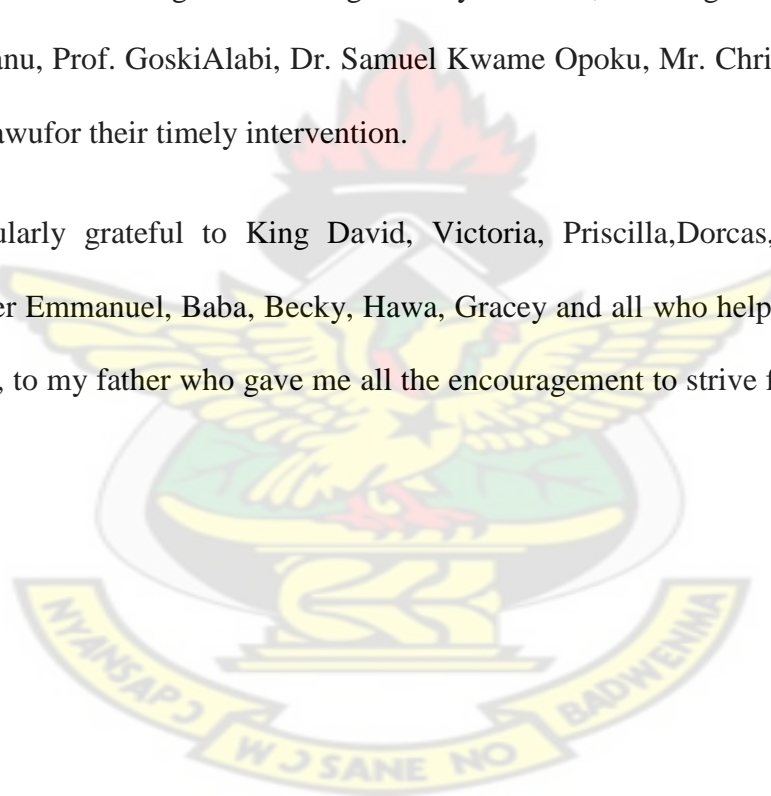 anu, Prof. GoskiAlabi, Dr. Samuel Kwame Opoku, Mr. Chri
awufor their timely intervention.
ularly grateful to King David, Victoria, Priscilla,Dorcas,
er Emmanuel, Baba, Becky, Hawa, Gracey and all who help
, to my father who gave me all the encouragement to strive f
NYANSAPƆ
WƆSANE NO
BADWENMA